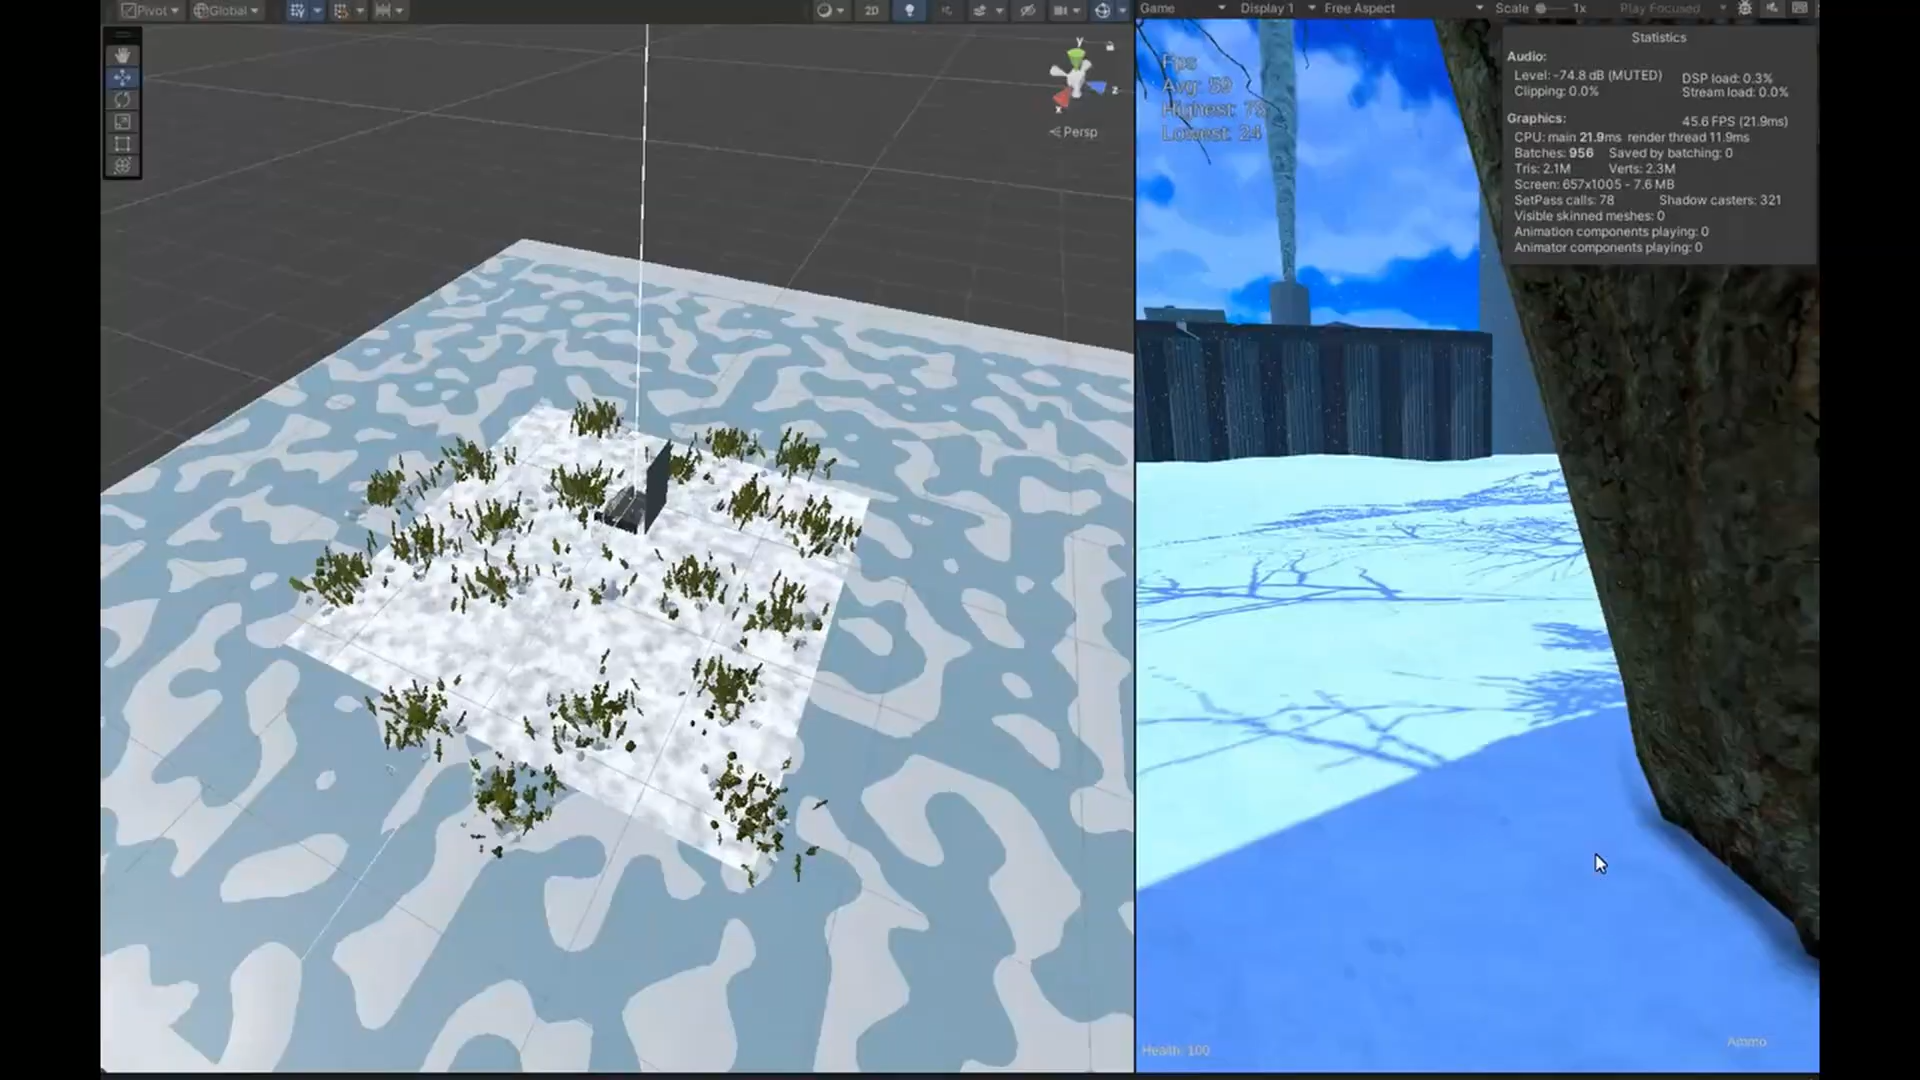 Pivot
Global
2D
Game
Display 1
Free Aspect
Scale
1x
Play Focused
y
z
x
Persp
Fps
Avg: 59
Highest: 75
Lowest: 24
Statistics
Audio:
Level: -74.8 dB (MUTED)
DSP load: 0.3%
Clipping: 0.0%
Stream load: 0.0%
Graphics:
45.6 FPS (21.9ms)
CPU: main 21.9ms render thread 11.9ms
Batches: 956 Saved by batching: 0
Tris: 2.1M Verts: 2.3M
Screen: 657x1005 - 7.6 MB
SetPass calls: 78 Shadow casters: 321
Visible skinned meshes: 0
Animation components playing: 0
Animator components playing: 0
Health: 100
Ammo